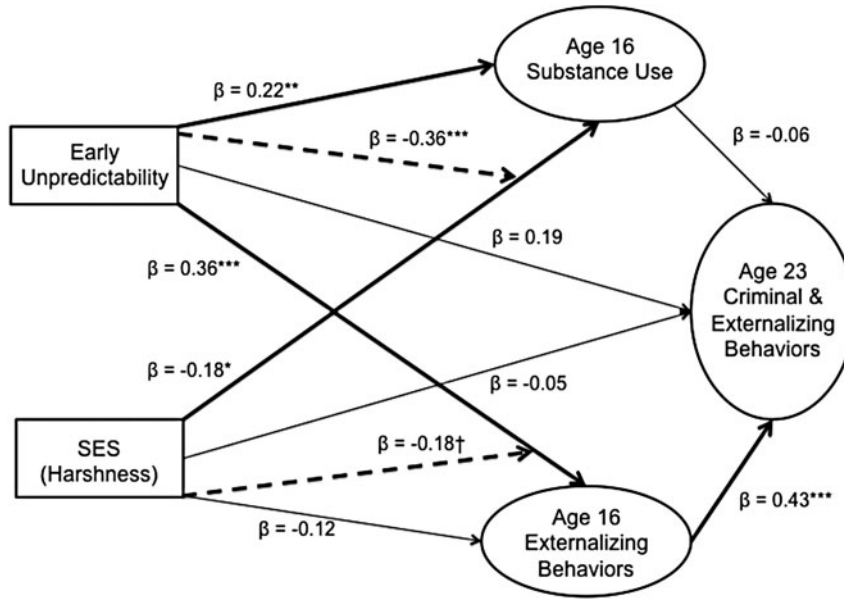 Age 16
Substance Use
β = 0.22**
β = -0.36***
β = -0.06
Early
Unpredictability
β = 0.19
β = 0.36***
Age 23
Criminal &
Externalizing
Behaviors
β = -0.18*
β = -0.05
SES
(Harshness)
β = -0.18†
β = -0.12
Age 16
Externalizing
Behaviors
β = 0.43***